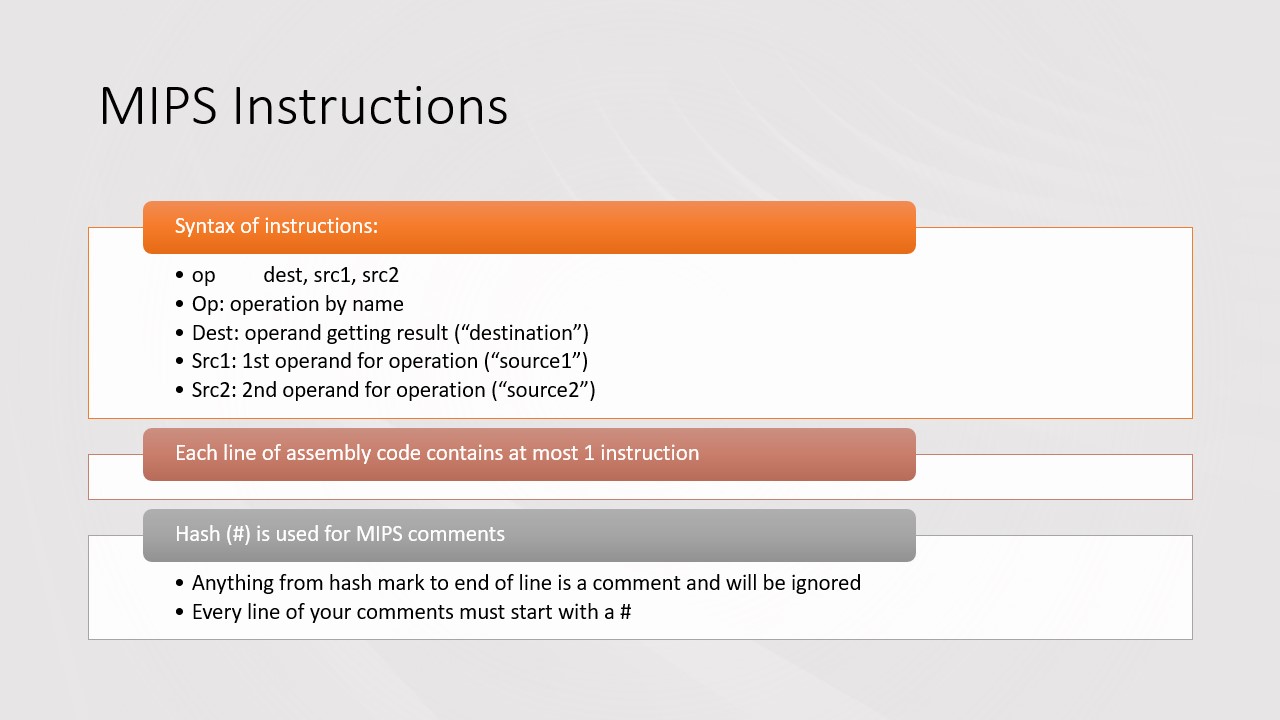 MIPS Instructions
Syntax of instructions:
• op dest, src1, src2
• Op: operation by name
• Dest: operand getting result (“destination”)
• Src1: 1st operand for operation (“source1”)
• Src2: 2nd operand for operation (“source2”)
Each line of assembly code contains at most 1 instruction
Hash (#) is used for MIPS comments
• Anything from hash mark to end of line is a comment and will be ignored
• Every line of your comments must start with a #